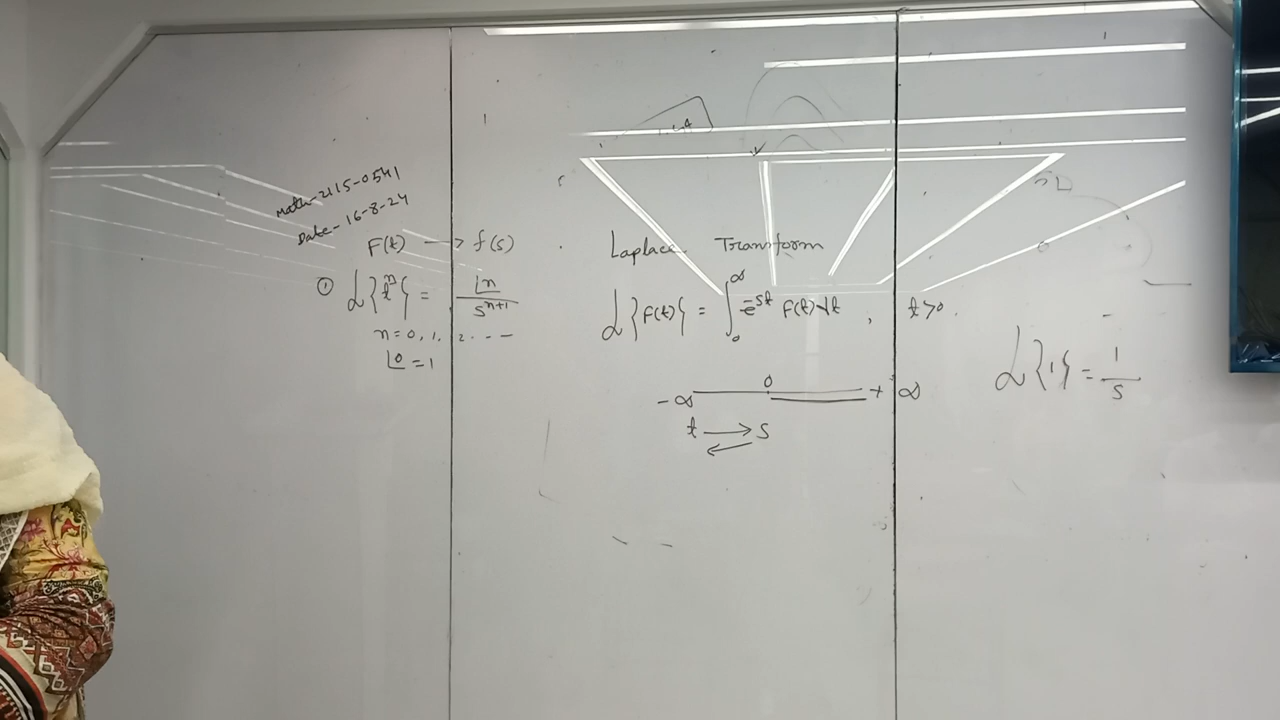 Math-2115-0541
Date-16-8-24
F(t) → f(s)
① ℒ{tⁿ} = ⌊n / sⁿ⁺¹
n=0, 1, 2. - - -
⌊0 = 1
Laplace Transform
ℒ{F(t)} = ∫₀^∞ e^-st F(t) dt , t>0.
0
-∞ + ∞
t ⇄ s
ℒ{1} = 1/s